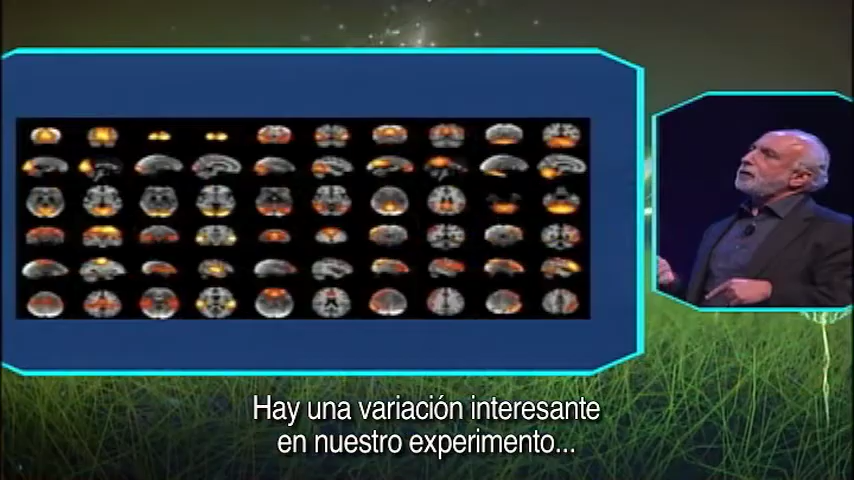 Hay una variación interesante
en nuestro experimento...